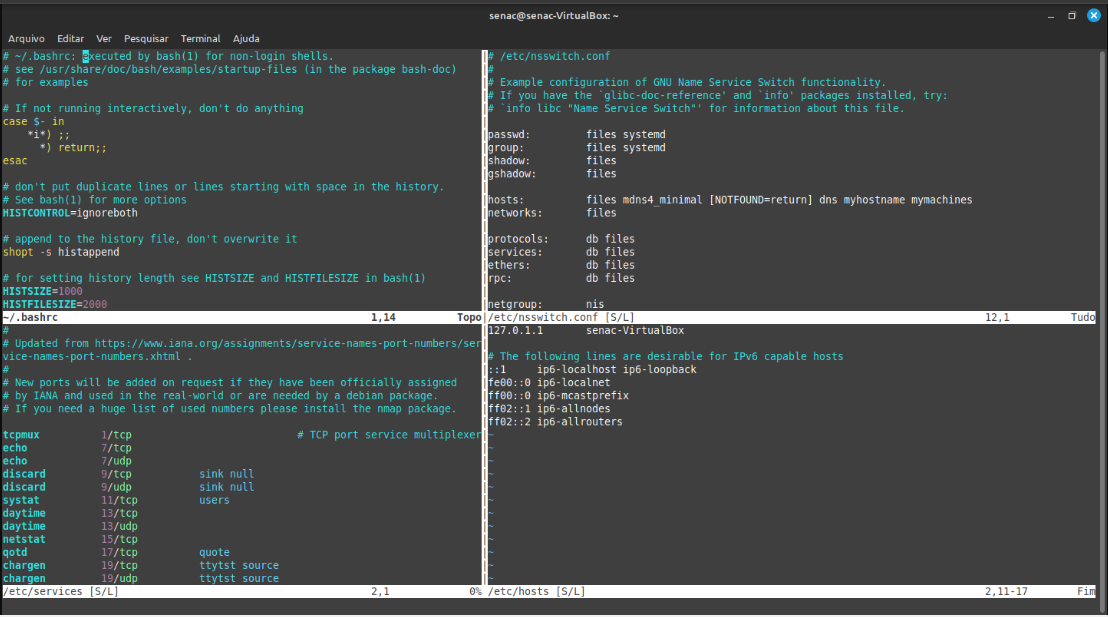 senac@senac-VirtualBox: ~
Arquivo Editar Ver Pesquisar Terminal Ajuda
# ~/.bashrc: executed by bash(1) for non-login shells.
# see /usr/share/doc/bash/examples/startup-files (in the package bash-doc)
# for examples

# If not running interactively, don't do anything
case $- in
    *i*) ;;
      *) return;;
esac

# don't put duplicate lines or lines starting with space in the history.
# See bash(1) for more options
HISTCONTROL=ignoreboth

# append to the history file, don't overwrite it
shopt -s histappend

# for setting history length see HISTSIZE and HISTFILESIZE in bash(1)
HISTSIZE=1000
HISTFILESIZE=2000
~/.bashrc 1,14 Topo
# /etc/nsswitch.conf
#
# Example configuration of GNU Name Service Switch functionality.
# If you have the `glibc-doc-reference' and `info' packages installed, try:
# `info libc "Name Service Switch"' for information about this file.

passwd:         files systemd
group:          files systemd
shadow:         files
gshadow:        files

hosts:          files mdns4_minimal [NOTFOUND=return] dns myhostname mymachines
networks:       files

protocols:      db files
services:       db files
ethers:         db files
rpc:            db files

netgroup:       nis
/etc/nsswitch.conf [S/L] 12,1 Tudo
#
# Updated from https://www.iana.org/assignments/service-names-port-numbers/ser
vice-names-port-numbers.xhtml .
#
# New ports will be added on request if they have been officially assigned
# by IANA and used in the real-world or are needed by a debian package.
# If you need a huge list of used numbers please install the nmap package.

tcpmux          1/tcp                           # TCP port service multiplexer
echo            7/tcp
echo            7/udp
discard         9/tcp           sink null
discard         9/udp           sink null
systat          11/tcp          users
daytime         13/tcp
daytime         13/udp
netstat         15/tcp
qotd            17/tcp          quote
chargen         19/tcp          ttytst source
chargen         19/udp          ttytst source
/etc/services [S/L] 2,1 0%
127.0.1.1       senac-VirtualBox

# The following lines are desirable for IPv6 capable hosts
::1     ip6-localhost ip6-loopback
fe00::0 ip6-localnet
ff00::0 ip6-mcastprefix
ff02::1 ip6-allnodes
ff02::2 ip6-allrouters
~
~
~
~
~
~
~
~
~
~
~
~
/etc/hosts [S/L] 2,11-17 Fim